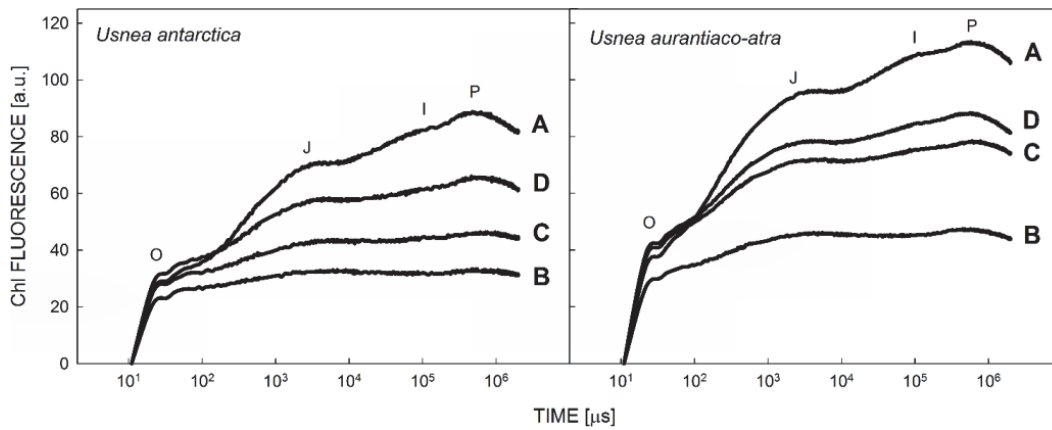 Chl FLUORESCENCE [a.u.]
120
100
80
60
40
20
0
Usnea antarctica
O
J
I
P
A
D
C
B
10¹ 10² 10³ 10⁴ 10⁵ 10⁶
Usnea aurantiaco-atra
O
J
I
P
A
D
C
B
10¹ 10² 10³ 10⁴ 10⁵ 10⁶
TIME [µs]